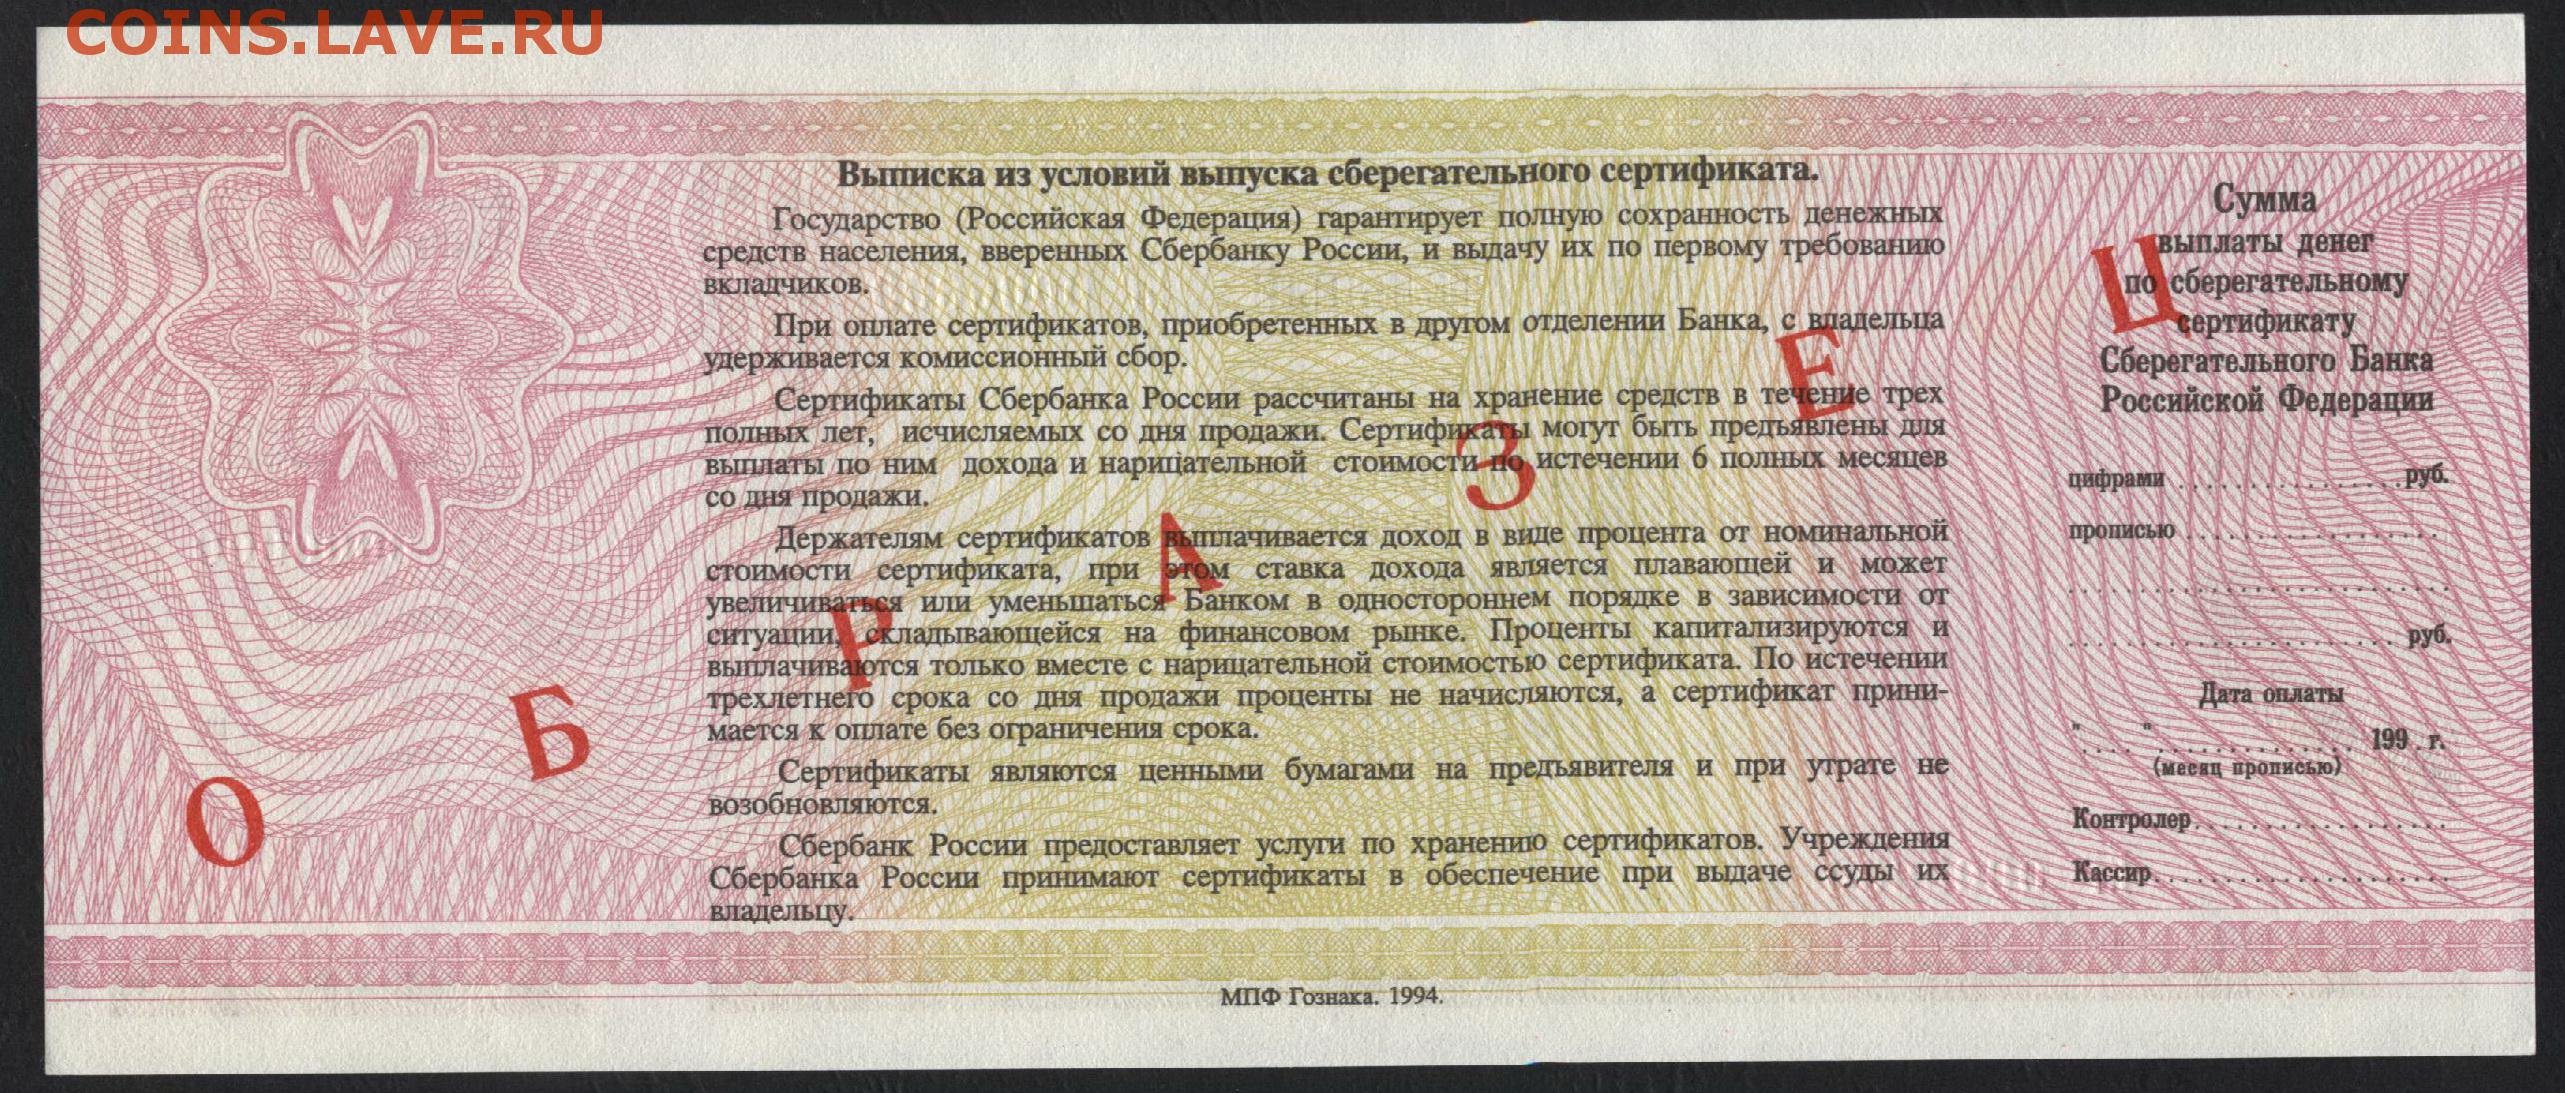 COINS.LAVE.RU
Выписка из условий выпуска сберегательного сертификата.
Государство (Российская Федерация) гарантирует полную сохранность денежных
средств населения, вверенных Сбербанку России, и выдачу их по первому требованию
вкладчиков.
При оплате сертификатов, приобретенных в другом отделении Банка, с владельца
удерживается комиссионный сбор.
Сертификаты Сбербанка России рассчитаны на хранение средств в течение трех
полных лет, исчисляемых со дня продажи. Сертификаты могут быть предъявлены для
выплаты по ним дохода и нарицательной стоимости по истечении 6 полных месяцев
со дня продажи.
Держателям сертификатов выплачивается доход в виде процента от номинальной
стоимости сертификата, при этом ставка дохода является плавающей и может
увеличиваться или уменьшаться Банком в одностороннем порядке в зависимости от
ситуации, складывающейся на финансовом рынке. Проценты капитализируются и
выплачиваются только вместе с нарицательной стоимостью сертификата. По истечении
трехлетнего срока со дня продажи проценты не начисляются, а сертификат прини-
мается к оплате без ограничения срока.
Сертификаты являются ценными бумагами на предъявителя и при утрате не
возобновляются.
Сбербанк России предоставляет услуги по хранению сертификатов. Учреждения
Сбербанка России принимают сертификаты в обеспечение при выдаче ссуды их
владельцу.
МПФ Гознака. 1994.
Сумма
выплаты денег
по сберегательному
сертификату
Сберегательного Банка
Российской Федерации
цифрами ................ руб.
прописью ..................
...........................
....................... руб.
Дата оплаты
"...." .............. 199 . г.
(месяц прописью)
Контролер..................
Кассир.....................
ОБРАЗЕЦ